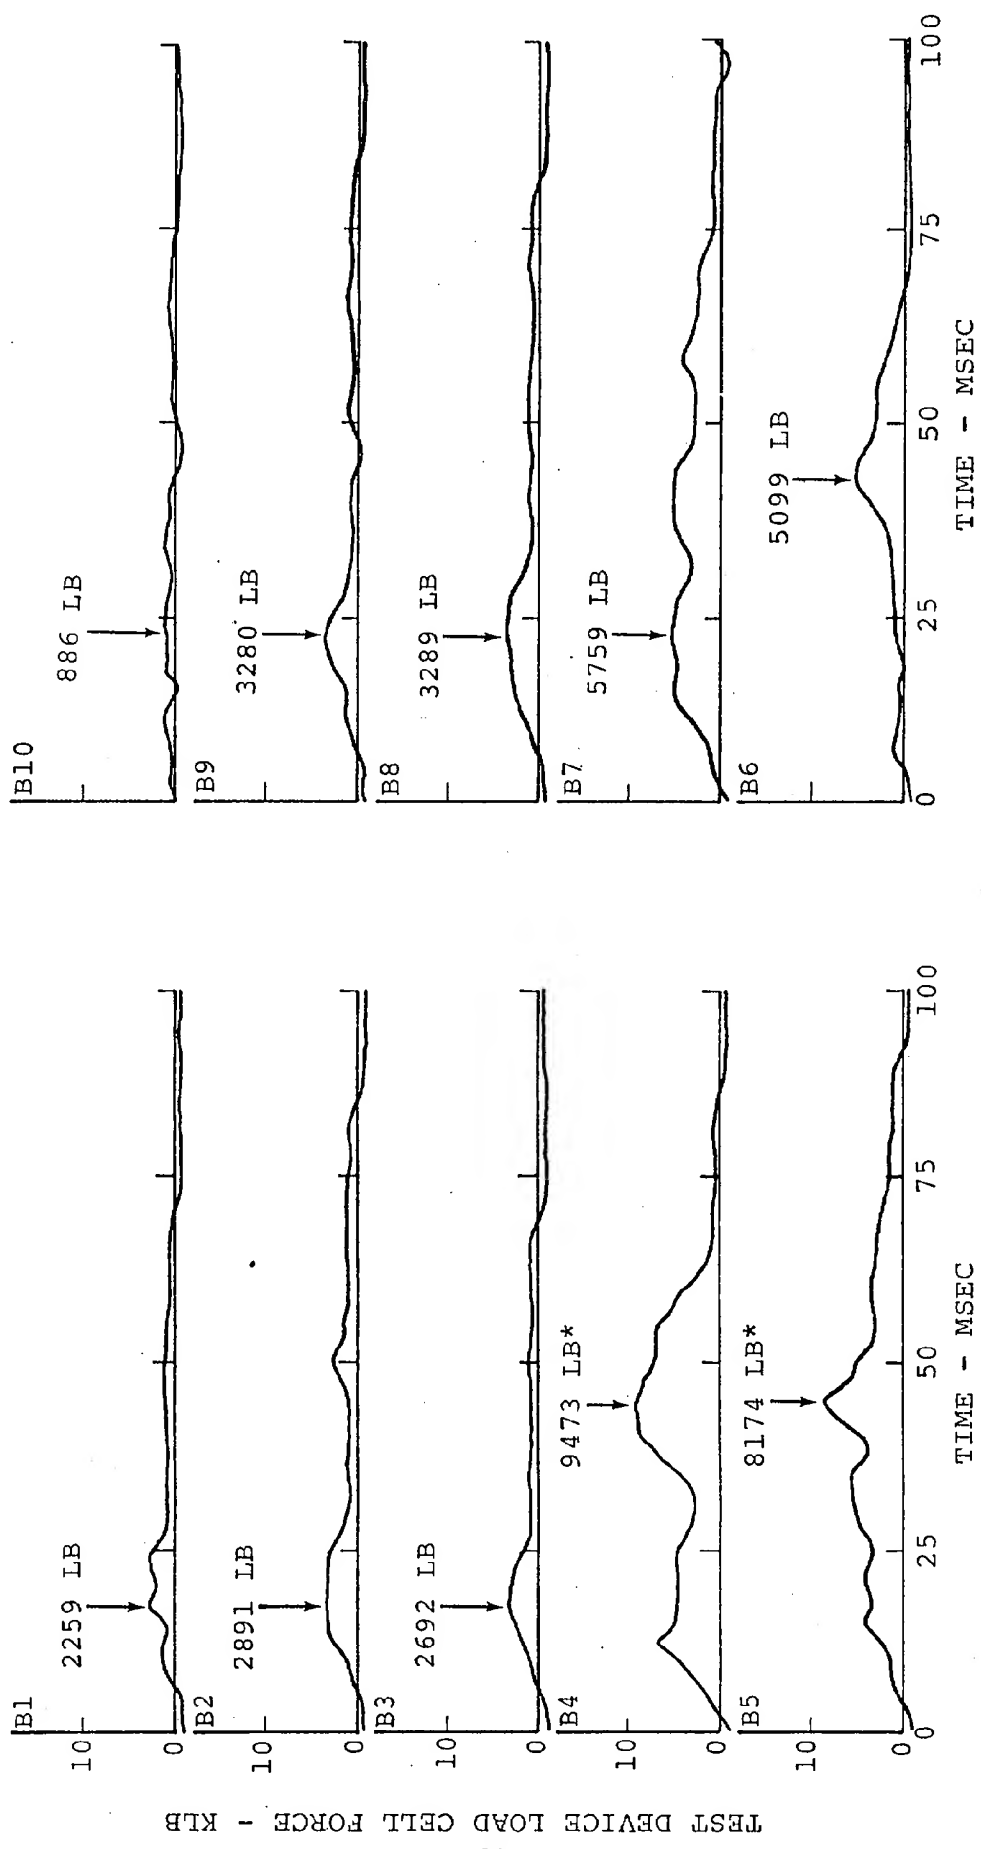 TEST DEVICE LOAD CELL FORCE - KLB
B1
10
0
2259 LB
B2
10
0
2891 LB
B3
10
0
2692 LB
B4
10
0
9473 LB*
B5
10
0
8174 LB*
0 25 50 75 100
TIME - MSEC
B10
886 LB
B9
3280 LB
B8
3289 LB
B7
5759 LB
B6
5099 LB
0 25 50 75 100
TIME - MSEC